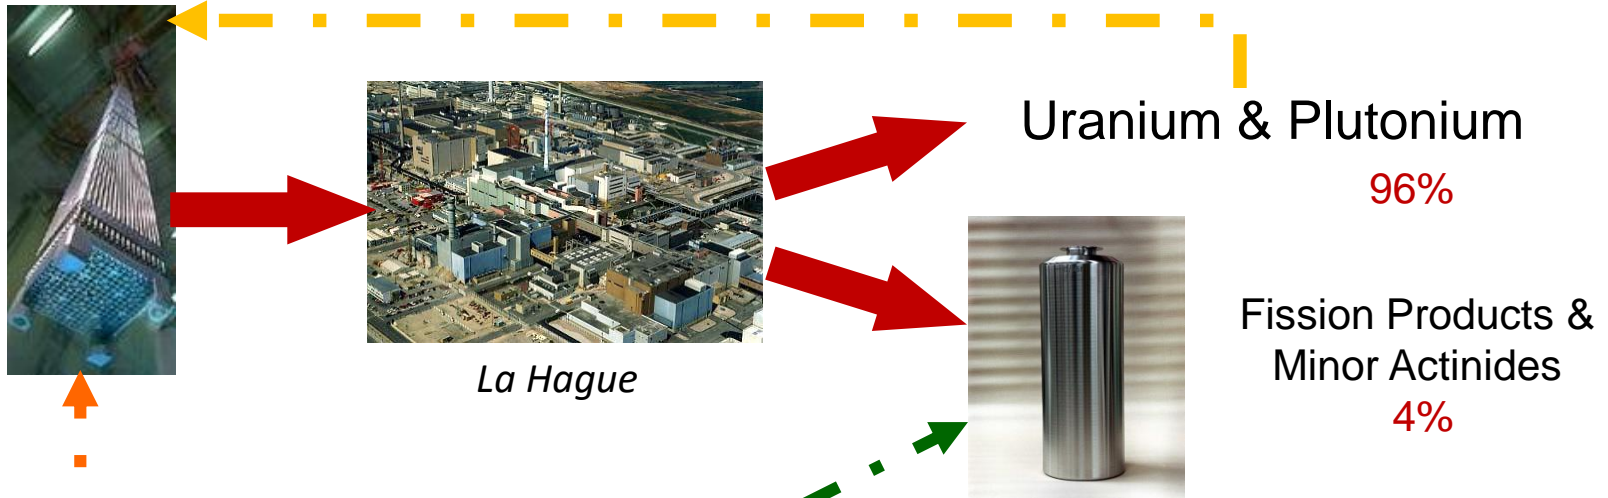 Uranium & Plutonium
96%
La Hague
Fission Products &
Minor Actinides
4%